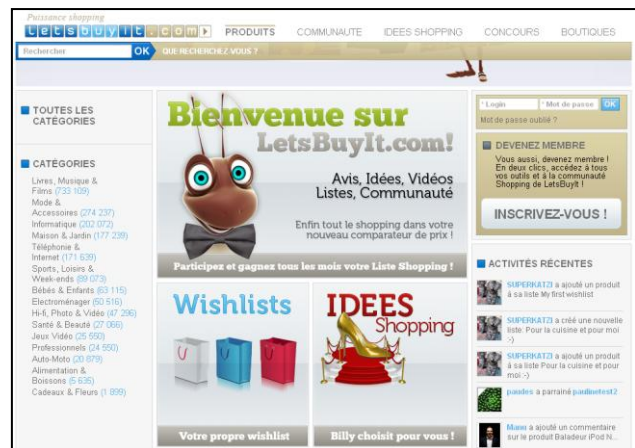 Puissance shopping
letsbuyit.com
PRODUITS
COMMUNAUTE
IDEES SHOPPING
CONCOURS
BOUTIQUES
Rechercher
OK
QUE RECHERCHEZ-VOUS ?
TOUTES LES
CATÉGORIES
CATÉGORIES
Livres, Musique &
Films (733 109)
Mode &
Accessoires (274 237)
Informatique (202 072)
Maison & Jardin (177 239)
Téléphonie &
Internet (171 639)
Sports, Loisirs &
Week-ends (89 073)
Bébés & Enfants (63 115)
Electroménager (50 516)
Hi-fi, Photo & Vidéo (47 296)
Santé & Beauté (27 066)
Jeux Vidéo (25 550)
Professionnels (24 550)
Auto-Moto (20 879)
Alimentation &
Boissons (5 635)
Cadeaux & Fleurs (1 899)
Bienvenue sur
LetsBuyIt.com!
Avis, Idées, Vidéos
Listes, Communauté
Enfin tout le shopping dans votre
nouveau comparateur de prix !
Participez et gagnez tous les mois votre Liste Shopping !
Wishlists
Votre propre wishlist
IDEES
Shopping
Billy choisit pour vous !
* Login
* Mot de passe
OK
Mot de passe oublié ?
DEVENEZ MEMBRE
Vous aussi, devenez membre !
En deux clics, accédez à tous
vos outils et à la communauté
Shopping de LetsBuyIt !
INSCRIVEZ-VOUS !
ACTIVITÉS RÉCENTES
SUPERKATZI a ajouté un produit
à sa liste My first wishlist
SUPERKATZI a créé une nouvelle
liste: Pour la cuisine et pour moi
:-)
SUPERKATZI a ajouté un produit
à sa liste Pour la cuisine et pour
moi :-)
pandos a parrainé paulinetest2
Manu a ajouté un commentaire
sur le produit Baladeur iPod N...